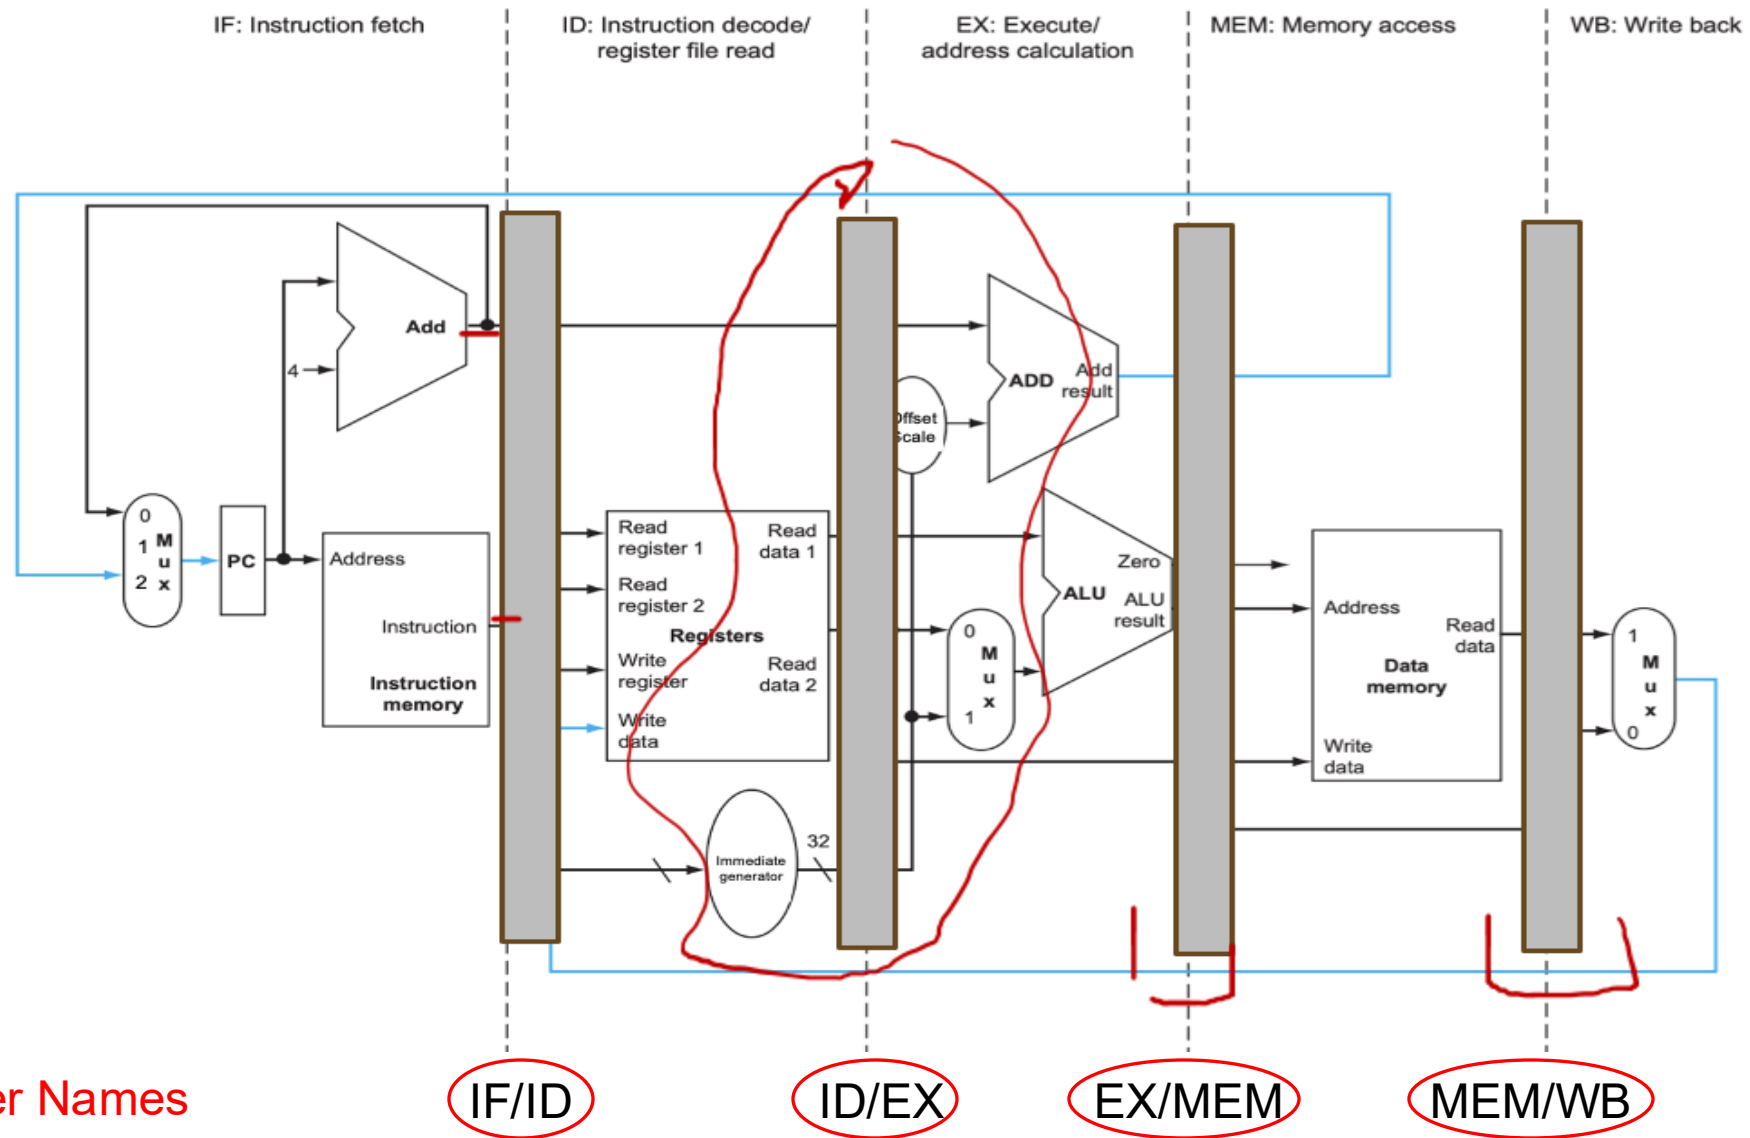 IF: Instruction fetch
ID: Instruction decode/
register file read
EX: Execute/
address calculation
MEM: Memory access
WB: Write back
Add
4
ADD
Add
result
Scale
0
1
2
M
u
x
PC
Address
Instruction
Instruction
memory
Read
register 1
Read
register 2
Registers
Write
register
Write
data
Read
data 1
Read
data 2
Immediate
generator
32
0
M
u
x
1
Zero
ALU
ALU
result
Address
Read
data
Data
memory
Write
data
1
M
u
x
0
Names
IF/ID
ID/EX
EX/MEM
MEM/WB